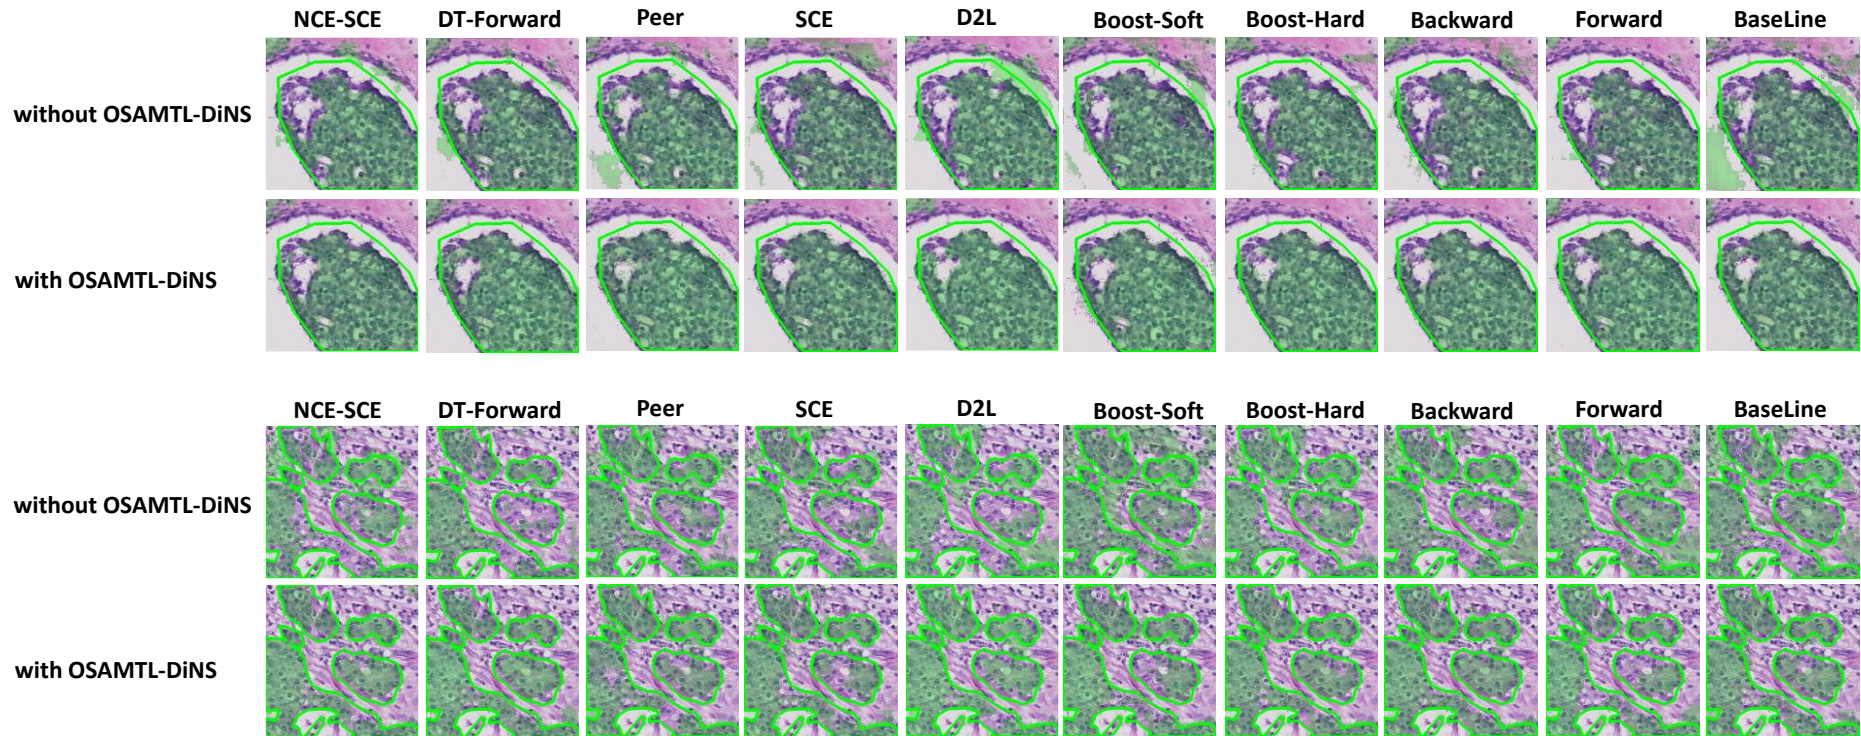 NCE-SCE DT-Forward Peer SCE D2L Boost-Soft Boost-Hard Backward Forward BaseLine
without OSAMTL-DiNS
with OSAMTL-DiNS
NCE-SCE DT-Forward Peer SCE D2L Boost-Soft Boost-Hard Backward Forward BaseLine
without OSAMTL-DiNS
with OSAMTL-DiNS